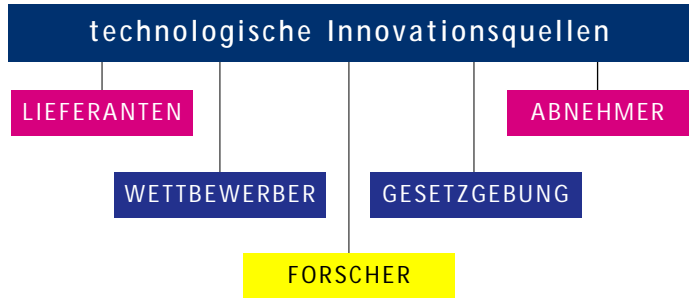 technologische Innovationsquellen
LIEFERANTEN
ABNEHMER
WETTBEWERBER
GESETZGEBUNG
FORSCHER